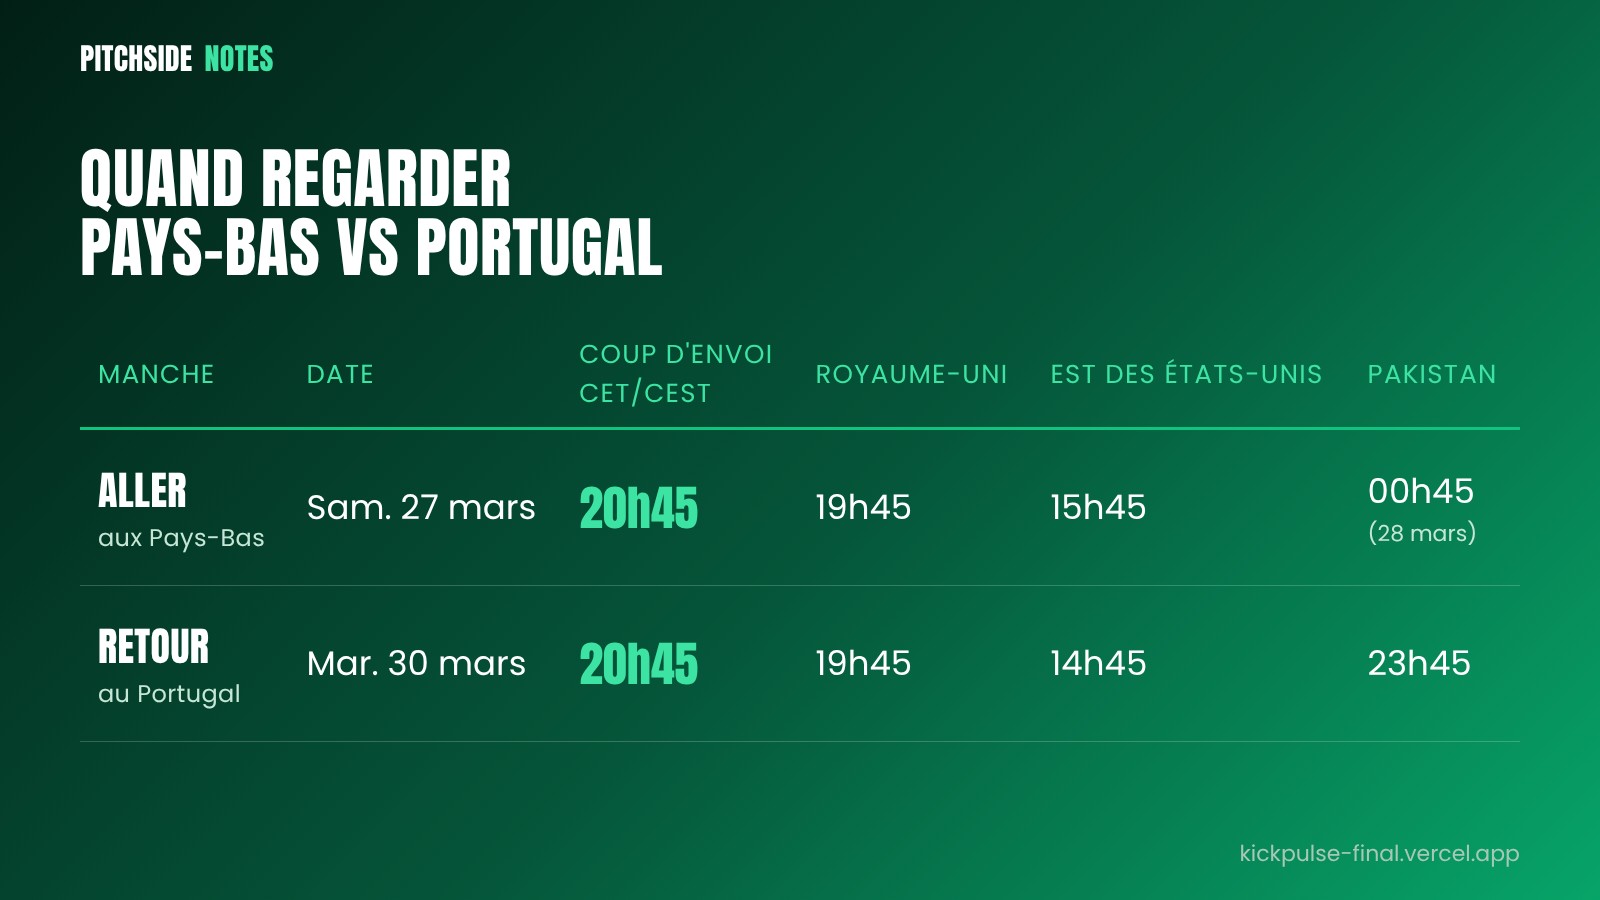 PITCHSIDE NOTES
QUAND REGARDER
PAYS-BAS VS PORTUGAL
MANCHE DATE COUP D'ENVOI CET/CEST ROYAUME-UNI EST DES ÉTATS-UNIS PAKISTAN
ALLER
aux Pays-Bas
Sam. 27 mars 20h45 19h45 15h45 00h45
(28 mars)
RETOUR
au Portugal
Mar. 30 mars 20h45 19h45 14h45 23h45
kickpulse-final.vercel.app